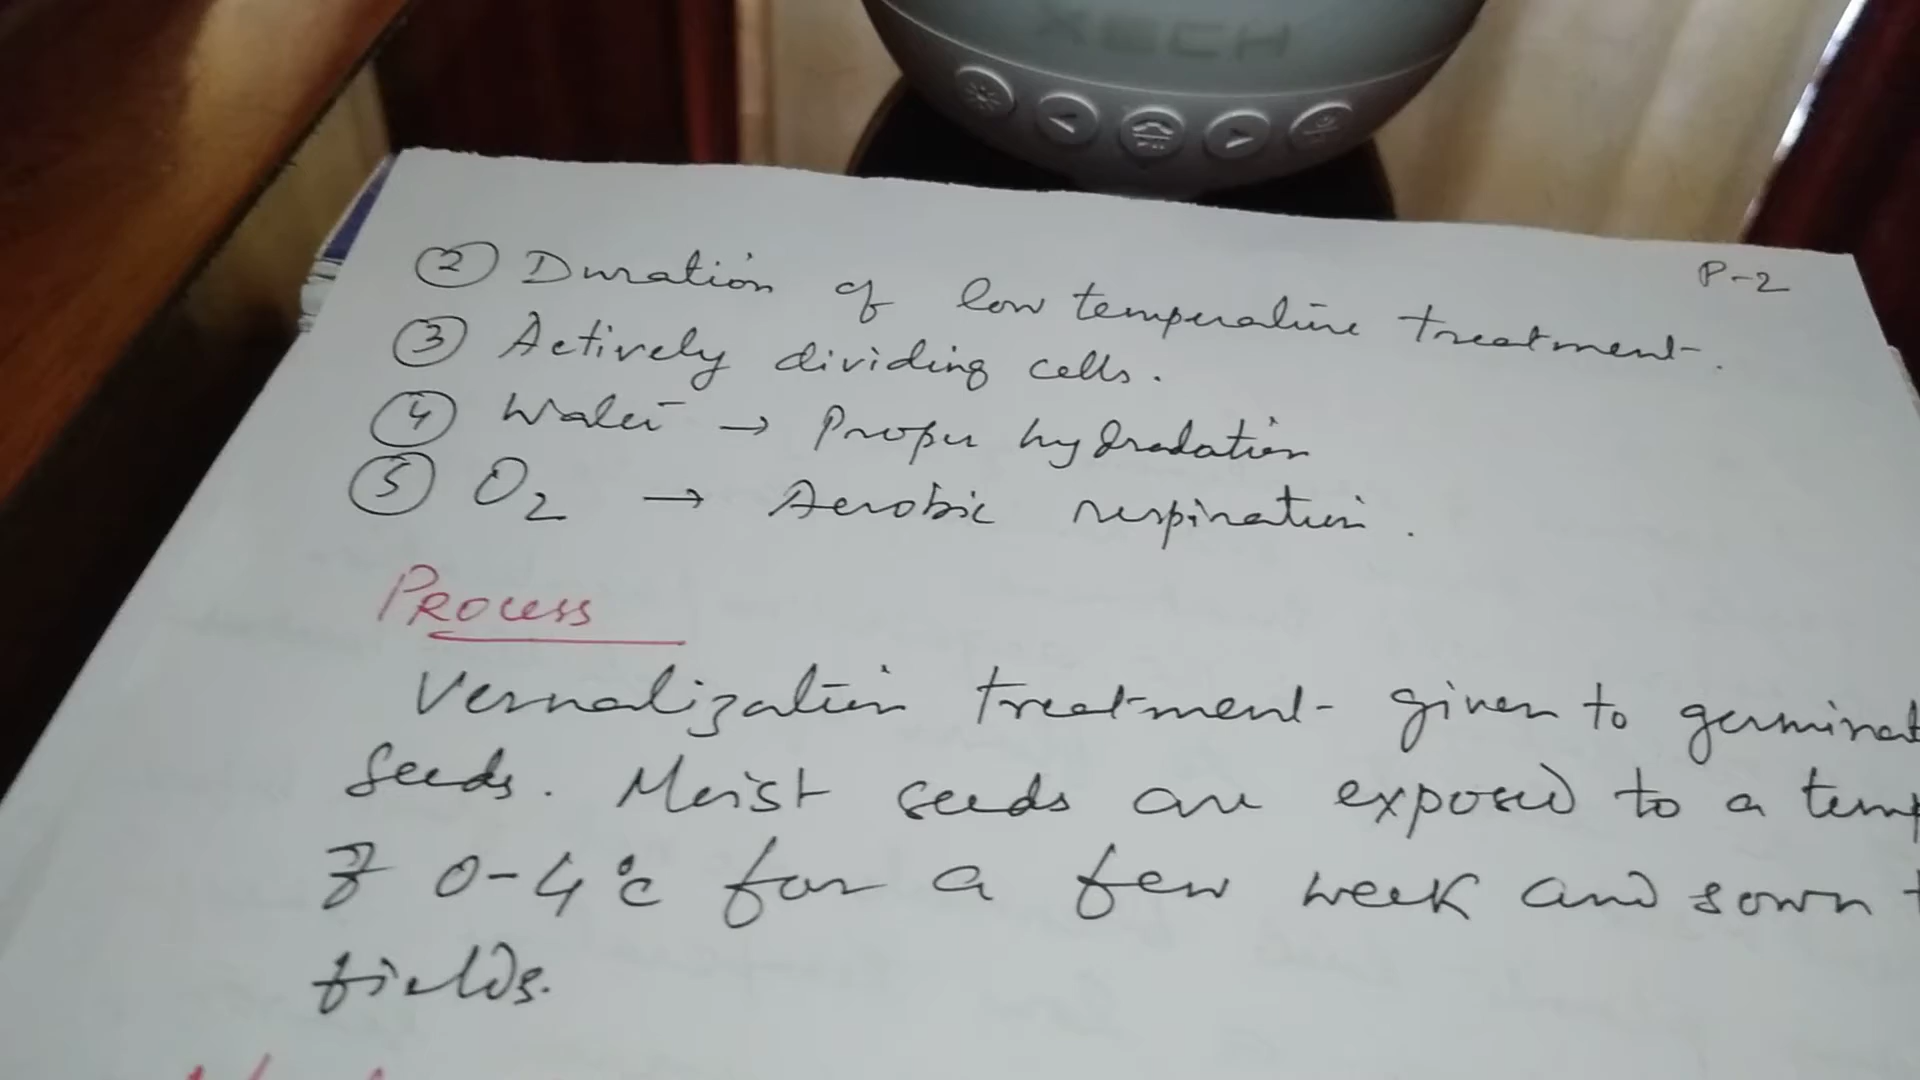 XECH
P-2
② Duration of low temperature treatment.
③ Actively dividing cells.
④ Water → Proper hydradation
⑤ O₂ → Aerobic respiration.
Process
Vernalization treatment given to germinat
seeds. Moist seeds are exposed to a temp
of 0-4°C for a few week and sown t
fields.